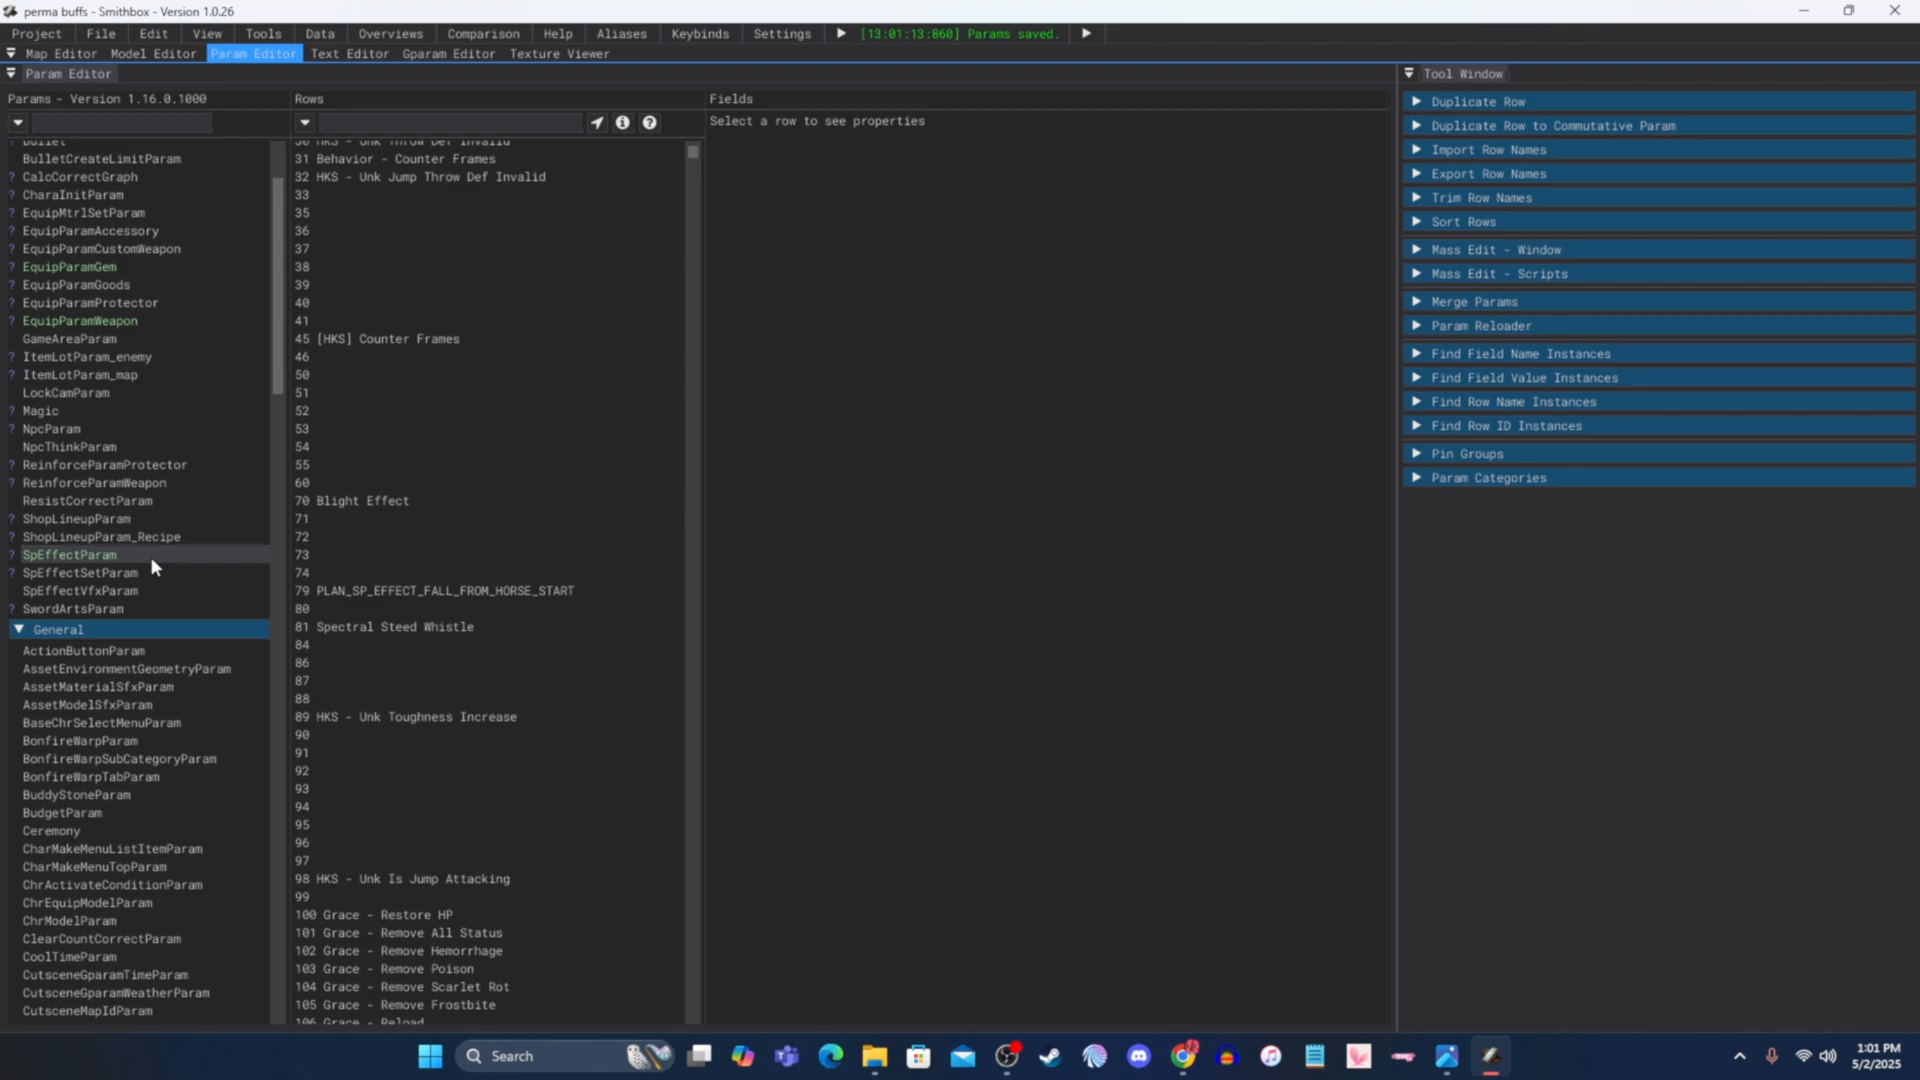 perma buffs - Smithbox - Version 1.0.26
Project File Edit View Tools Data Overviews Comparison Help Aliases Keybinds Settings [13:01:13:860] Params saved.
Map Editor Model Editor Param Editor Text Editor Gparam Editor Texture Viewer
Param Editor
Params - Version 1.16.0.1000
Bullet
BulletCreateLimitParam
? CalcCorrectGraph
? CharaInitParam
? EquipMtrlSetParam
? EquipParamAccessory
? EquipParamCustomWeapon
? EquipParamGem
? EquipParamGoods
? EquipParamProtector
? EquipParamWeapon
GameAreaParam
? ItemLotParam_enemy
? ItemLotParam_map
LockCamParam
? Magic
? NpcParam
NpcThinkParam
? ReinforceParamProtector
? ReinforceParamWeapon
ResistCorrectParam
? ShopLineupParam
? ShopLineupParam_Recipe
? SpEffectParam
? SpEffectSetParam
SpEffectVfxParam
? SwordArtsParam
General
ActionButtonParam
AssetEnvironmentGeometryParam
AssetMaterialSfxParam
AssetModelSfxParam
BaseChrSelectMenuParam
BonfireWarpParam
BonfireWarpSubCategoryParam
BonfireWarpTabParam
BuddyStoneParam
BudgetParam
Ceremony
CharMakeMenuListItemParam
CharMakeMenuTopParam
ChrActivateConditionParam
ChrEquipModelParam
ChrModelParam
ClearCountCorrectParam
CoolTimeParam
CutsceneGparamTimeParam
CutsceneGparamWeatherParam
CutsceneMapIdParam
Rows
30 HKS - Unk Throw Def Invalid
31 Behavior - Counter Frames
32 HKS - Unk Jump Throw Def Invalid
33
35
36
37
38
39
40
41
45 [HKS] Counter Frames
46
50
51
52
53
54
55
60
70 Blight Effect
71
72
73
74
79 PLAN_SP_EFFECT_FALL_FROM_HORSE_START
80
81 Spectral Steed Whistle
84
86
87
88
89 HKS - Unk Toughness Increase
90
91
92
93
94
95
96
97
98 HKS - Unk Is Jump Attacking
99
100 Grace - Restore HP
101 Grace - Remove All Status
102 Grace - Remove Hemorrhage
103 Grace - Remove Poison
104 Grace - Remove Scarlet Rot
105 Grace - Remove Frostbite
106 Grace - Reload
Fields
Select a row to see properties
Tool Window
Duplicate Row
Duplicate Row to Commutative Param
Import Row Names
Export Row Names
Trim Row Names
Sort Rows
Mass Edit - Window
Mass Edit - Scripts
Merge Params
Param Reloader
Find Field Name Instances
Find Field Value Instances
Find Row Name Instances
Find Row ID Instances
Pin Groups
Param Categories
Search
1:01 PM
5/2/2025